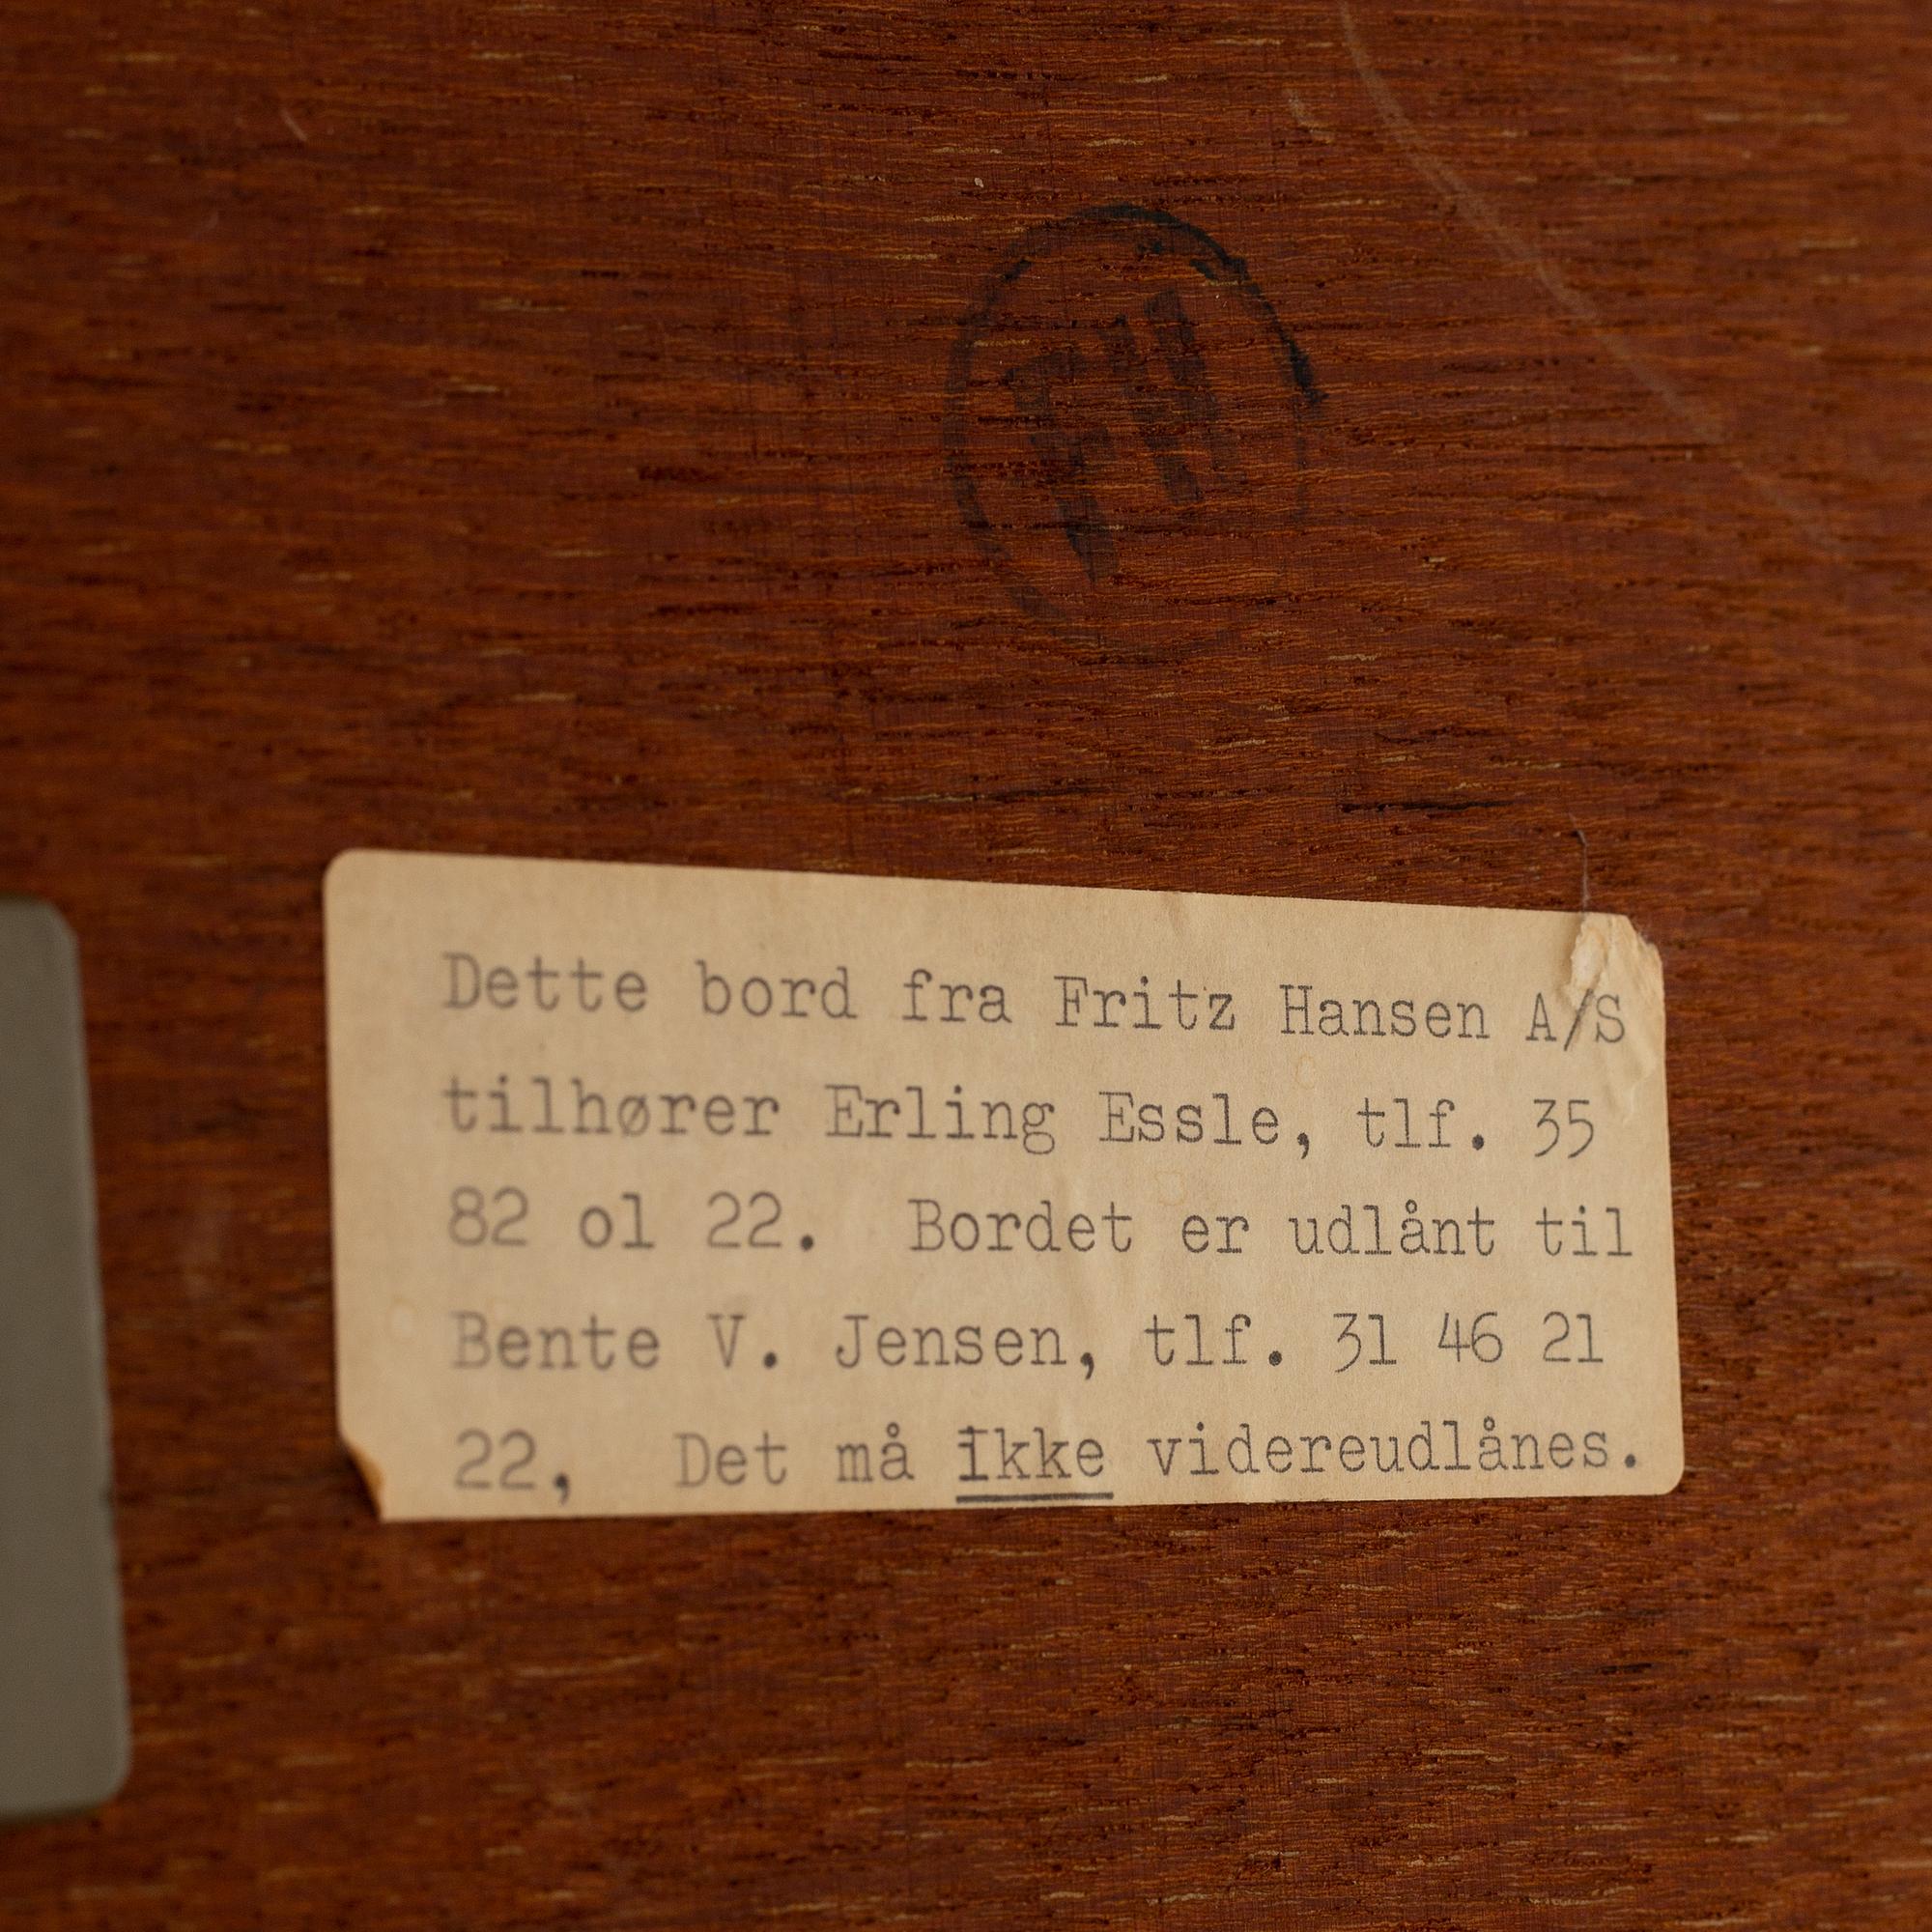 FH
Dette bord fra Fritz Hansen A/S
tilhører Erling Essle, tlf. 35
82 ol 22. Bordet er udlånt til
Bente V. Jensen, tlf. 31 46 21
22, Det må ikke videreudlånes.